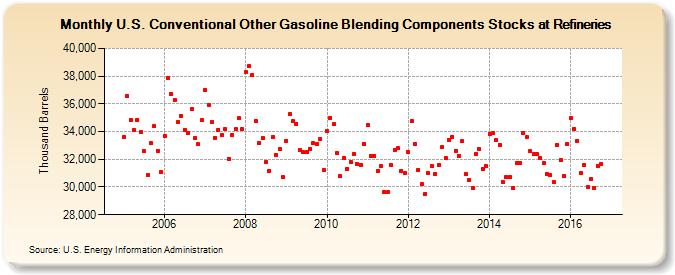 Monthly U.S. Conventional Other Gasoline Blending Components Stocks at Refineries
Thousand Barrels
40,000
38,000
36,000
34,000
32,000
30,000
28,000
2006 2008 2010 2012 2014 2016
Source: U.S. Energy Information Administration